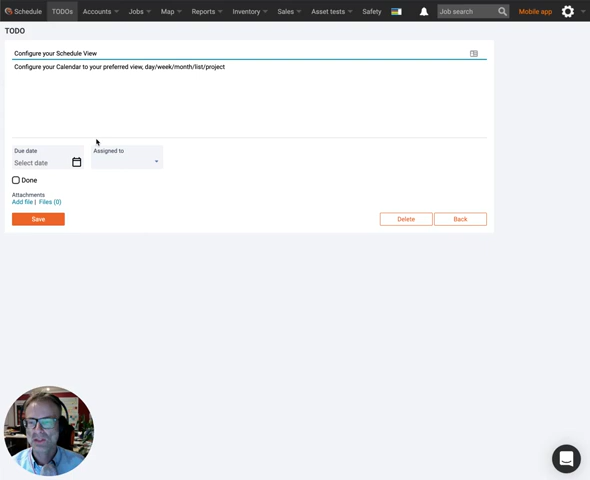 Schedule TODOs Accounts Jobs Map Reports Inventory Sales Asset tests Safety Job search Mobile app
TODO
Configure your Schedule View
Configure your Calendar to your preferred view, day/week/month/list/project
Due date Assigned to
Select date
Done
Attachments
Add file | Files (0)
Save Delete Back